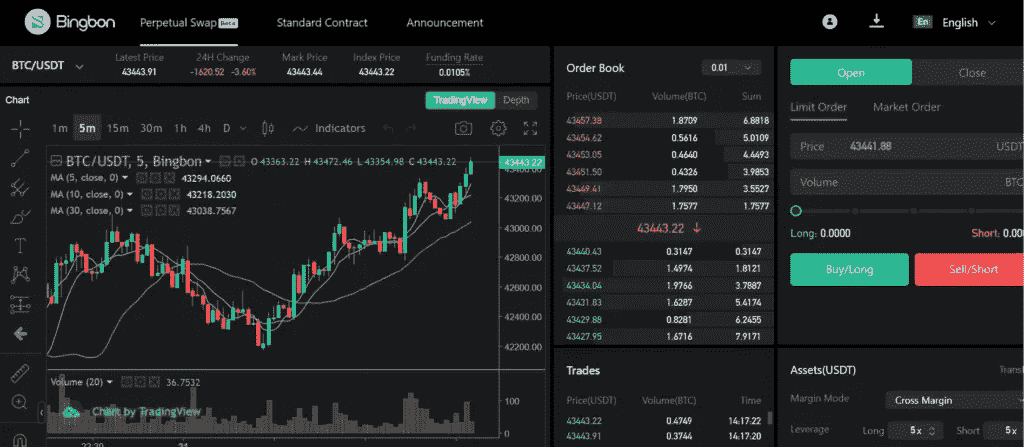 Bingbon
Perpetual Swap Beta
Standard Contract
Announcement
En English
BTC/USDT
Latest Price
43443.91
24H Change
-1620.52 -3.60%
Mark Price
43443.44
Index Price
43443.22
Funding Rate
0.0105%
Chart
TradingView Depth
1m 5m 15m 30m 1h 4h D Indicators
BTC/USDT, 5, Bingbon O 43363.22 H 43472.46 L 43354.98 C 43443.22
MA (5, close, 0) 43294.0660
MA (10, close, 0) 43218.2030
MA (30, close, 0) 43038.7567
43443.22
43400.00
43200.00
43000.00
42800.00
42600.00
42400.00
42200.00
Volume (20) 36.7532
100
0
Chart by TradingView
Order Book 0.01
Price(USDT) Volume(BTC) Sum
43457.38 1.8709 6.8818
43454.62 0.5616 5.0109
43453.05 0.4640 4.4493
43451.50 0.4326 3.9853
43449.41 1.7950 3.5527
43447.12 1.7577 1.7577
43443.22 ↓
43440.43 0.3147 0.3147
43437.52 1.4974 1.8121
43434.04 1.9766 3.7887
43431.83 1.6287 5.4174
43429.88 0.8281 6.2455
43427.95 1.6716 7.9171
Trades
Price(USDT) Volume(BTC) Time
43443.22 0.4749 14:17:22
43443.91 0.3744 14:17:20
Open Close
Limit Order Market Order
Price 43441.88 USDT
Volume BTC
Long: 0.0000 Short: 0.00
Buy/Long Sell/Short
Assets(USDT) Trans
Margin Mode Cross Margin
Leverage Long 5x Short 5x